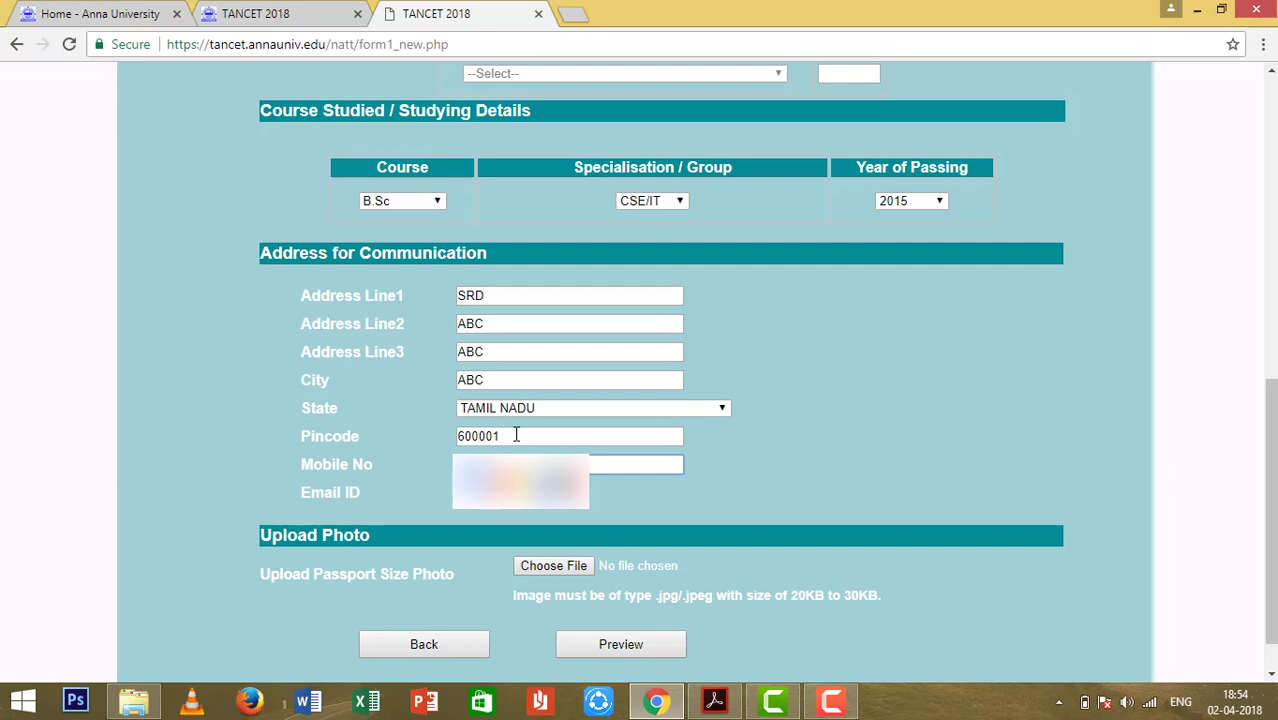 Home - Anna University
TANCET 2018
TANCET 2018
Secure
https://tancet.annauniv.edu/natt/form1_new.php
--Select--
Course Studied / Studying Details
Course Specialisation / Group Year of Passing
B.Sc CSE/IT 2015
Address for Communication
Address Line1 SRD
Address Line2 ABC
Address Line3 ABC
City ABC
State TAMIL NADU
Pincode 600001
Mobile No
Email ID
Upload Photo
Upload Passport Size Photo Choose File No file chosen
Image must be of type .jpg/.jpeg with size of 20KB to 30KB.
Back Preview
Ps
ENG
18:54
02-04-2018